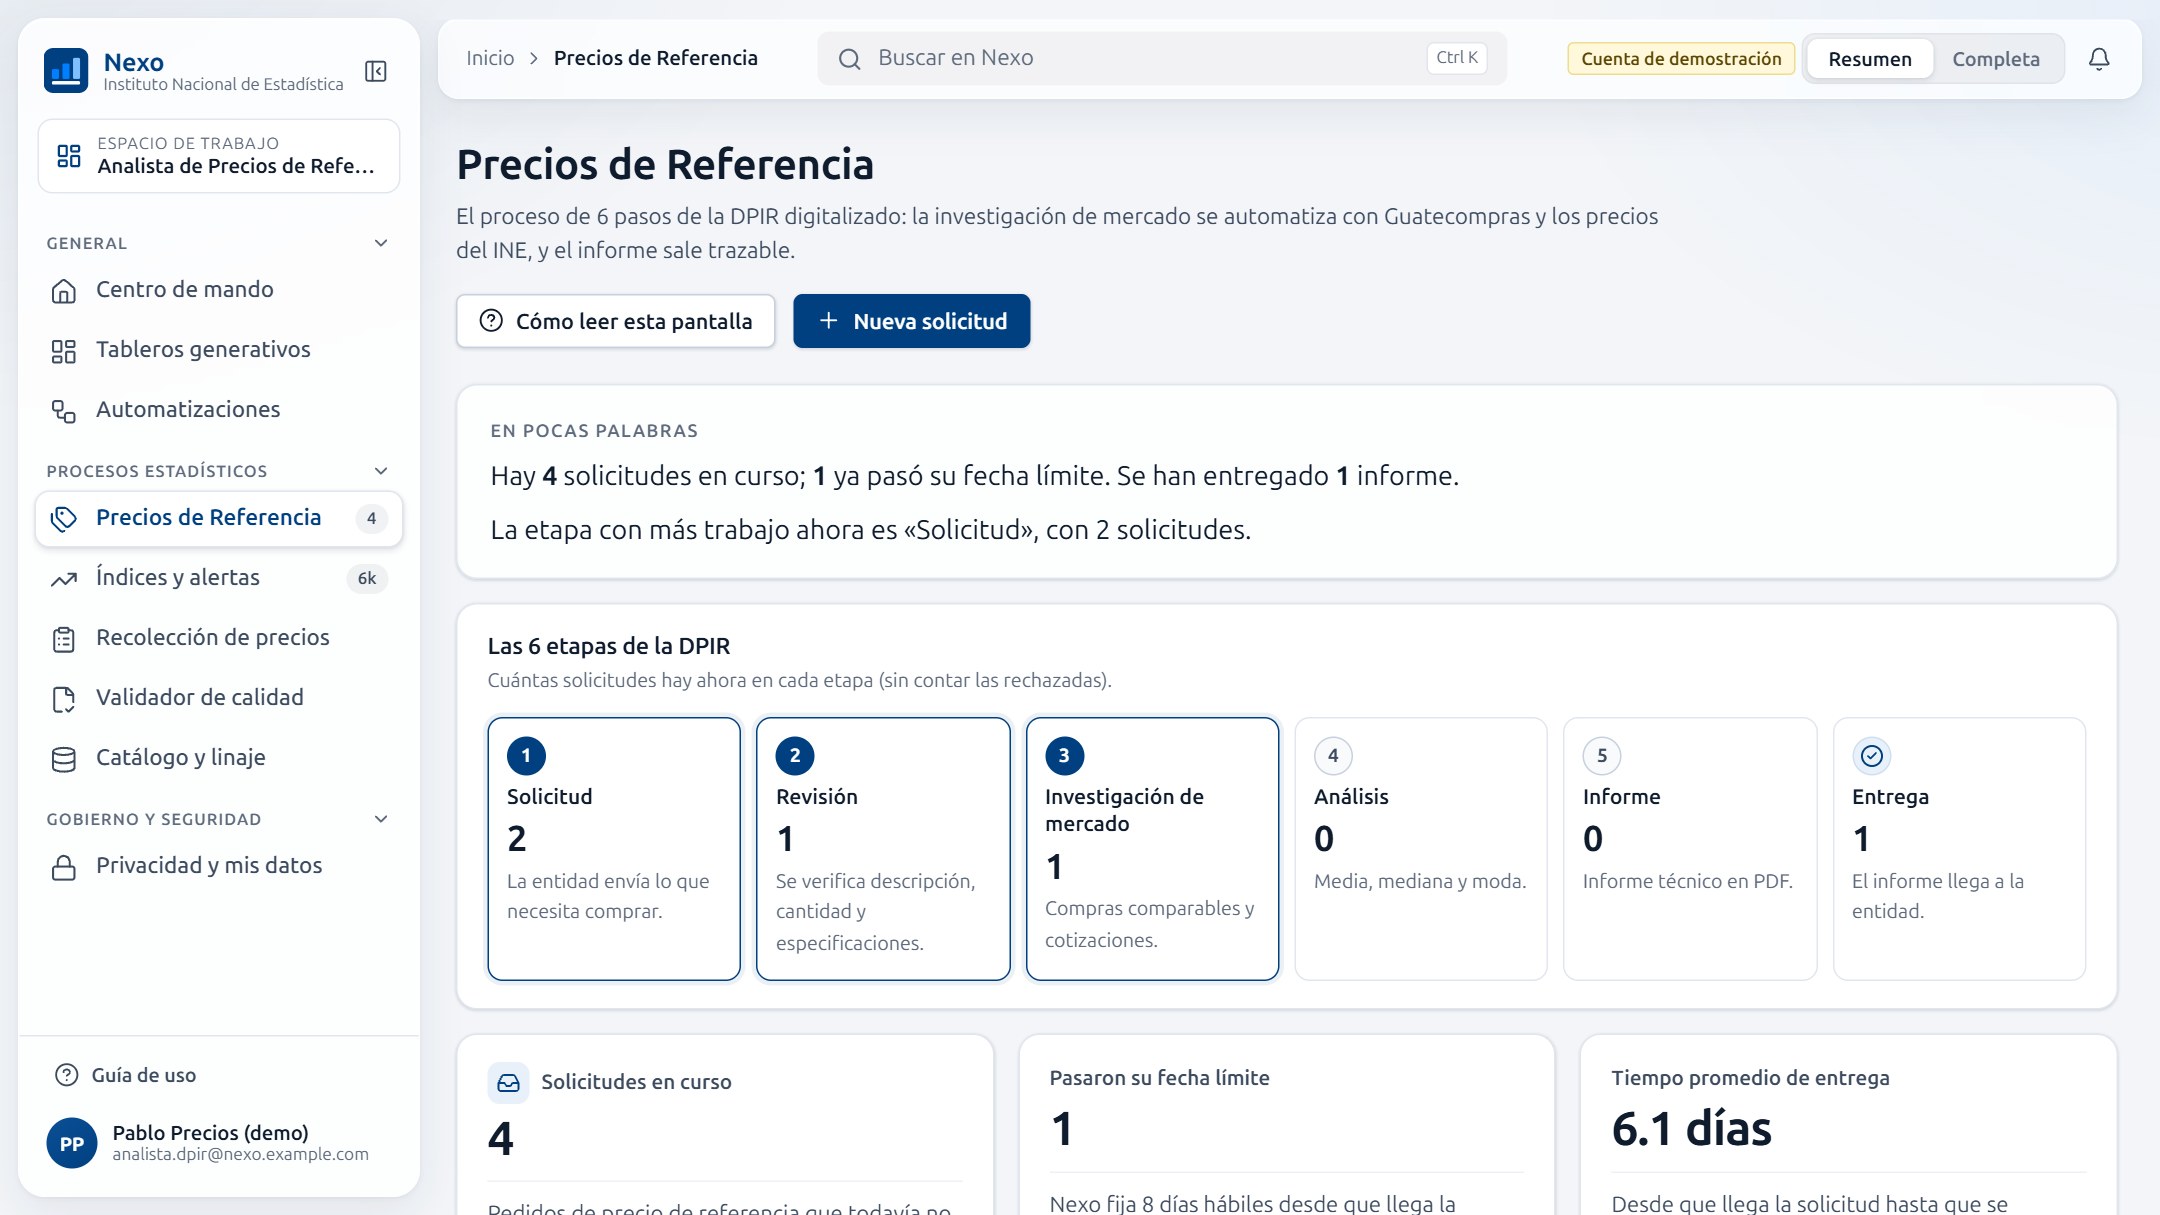 Nexo
Instituto Nacional de Estadística
ESPACIO DE TRABAJO
Analista de Precios de Refe...
GENERAL
Centro de mando
Tableros generativos
Automatizaciones
PROCESOS ESTADÍSTICOS
Precios de Referencia 4
Índices y alertas 6k
Recolección de precios
Validador de calidad
Catálogo y linaje
GOBIERNO Y SEGURIDAD
Privacidad y mis datos
Guía de uso
PP
Pablo Precios (demo)
analista.dpir@nexo.example.com
Inicio > Precios de Referencia
Buscar en Nexo
Ctrl K
Cuenta de demostración
Resumen
Completa
Precios de Referencia
El proceso de 6 pasos de la DPIR digitalizado: la investigación de mercado se automatiza con Guatecompras y los precios
del INE, y el informe sale trazable.
Cómo leer esta pantalla
Nueva solicitud
EN POCAS PALABRAS
Hay 4 solicitudes en curso; 1 ya pasó su fecha límite. Se han entregado 1 informe.
La etapa con más trabajo ahora es «Solicitud», con 2 solicitudes.
Las 6 etapas de la DPIR
Cuántas solicitudes hay ahora en cada etapa (sin contar las rechazadas).
1
Solicitud
2
La entidad envía lo que
necesita comprar.
2
Revisión
1
Se verifica descripción,
cantidad y
especificaciones.
3
Investigación de
mercado
1
Compras comparables y
cotizaciones.
4
Análisis
0
Media, mediana y moda.
5
Informe
0
Informe técnico en PDF.
Entrega
1
El informe llega a la
entidad.
Solicitudes en curso
4
Pedidos de precio de referencia que todavía no
Pasaron su fecha límite
1
Nexo fija 8 días hábiles desde que llega la
Tiempo promedio de entrega
6.1 días
Desde que llega la solicitud hasta que se